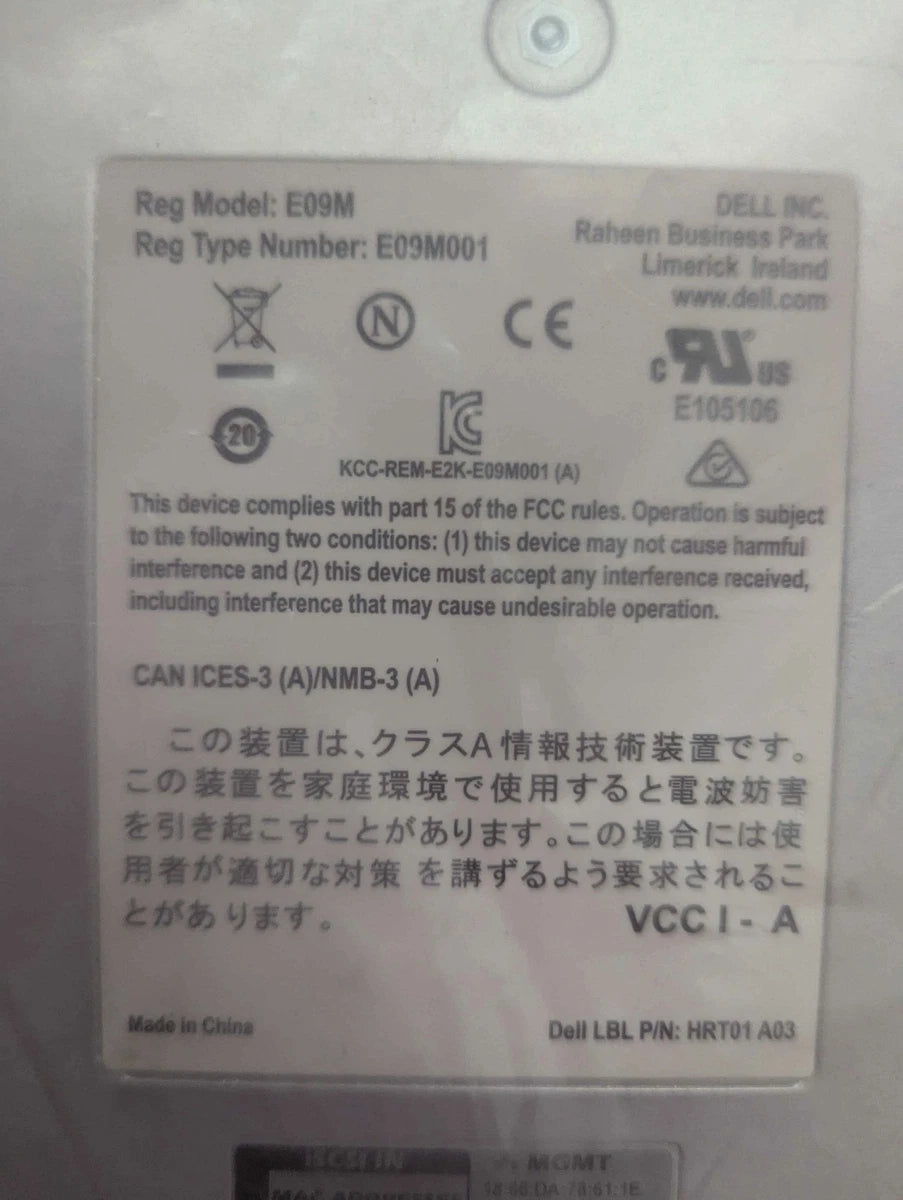 Reg Model: E09M
Reg Type Number: E09M001
DELL INC.
Raheen Business Park
Limerick Ireland
www.dell.com
N
CE
c RU US
E105106
20
KC
KCC-REM-E2K-E09M001 (A)
This device complies with part 15 of the FCC rules. Operation is subject
to the following two conditions: (1) this device may not cause harmful
interference and (2) this device must accept any interference received,
including interference that may cause undesirable operation.
CAN ICES-3 (A)/NMB-3 (A)
この装置は、クラスA情報技術装置です。
この装置を家庭環境で使用すると電波妨害
を引き起こすことがあります。この場合には使
用者が適切な対策 を講ずるよう要求されるこ
とがあります。
VCCI - A
Made in China
Dell LBL P/N: HRT01 A03
MGMT
MAC